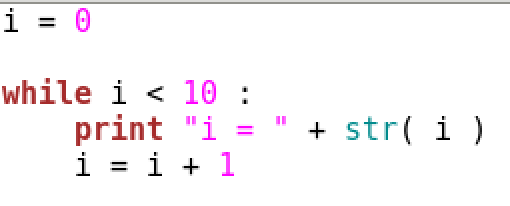 i = 0
while i < 10 :
    print "i = " + str( i )
    i = i + 1